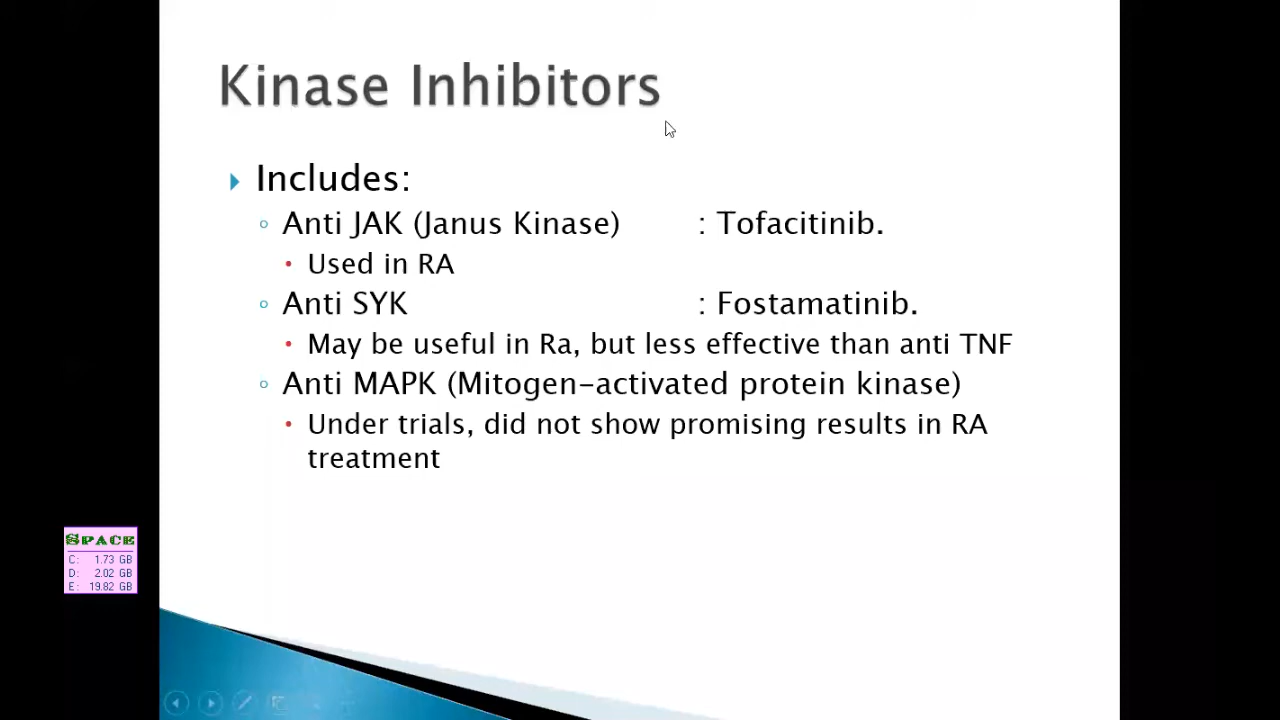 Kinase Inhibitors
Includes:
Anti JAK (Janus Kinase) : Tofacitinib.
Used in RA
Anti SYK : Fostamatinib.
May be useful in Ra, but less effective than anti TNF
Anti MAPK (Mitogen-activated protein kinase)
Under trials, did not show promising results in RA
treatment
SPACE
C: 1.73 GB
D: 2.02 GB
E: 19.82 GB